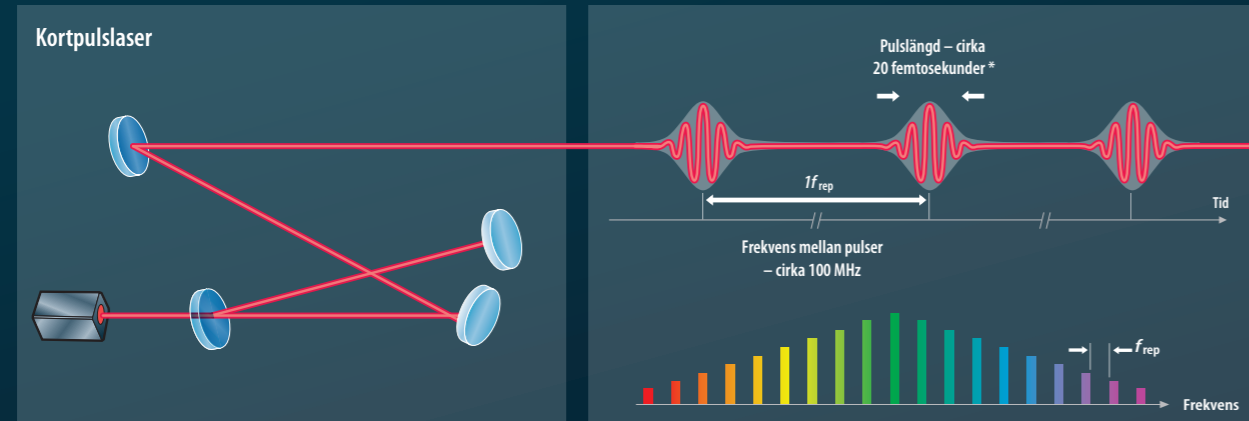 Kortpulslaser
Pulslängd – cirka
20 femtosekunder *
1f rep
Tid
Frekvens mellan pulser
– cirka 100 MHz
f rep
Frekvens